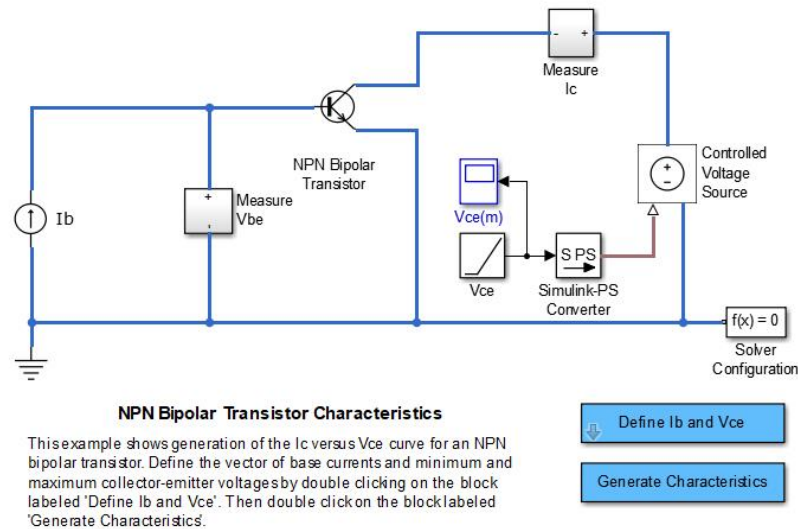 - +
Measure
Ic
NPN Bipolar
Transistor
Controlled
Voltage
Source
+
-
Ib
+
-
Measure
Vbe
Vce(m)
Vce
S PS
Simulink-PS
Converter
f(x) = 0
Solver
Configuration
NPN Bipolar Transistor Characteristics
This example shows generation of the Ic versus Vce curve for an NPN
bipolar transistor. Define the vector of base currents and minimum and
maximum collector-emitter voltages by double clicking on the block
labeled 'Define Ib and Vce'. Then double click on the block labeled
'Generate Characteristics'.
Define Ib and Vce
Generate Characteristics